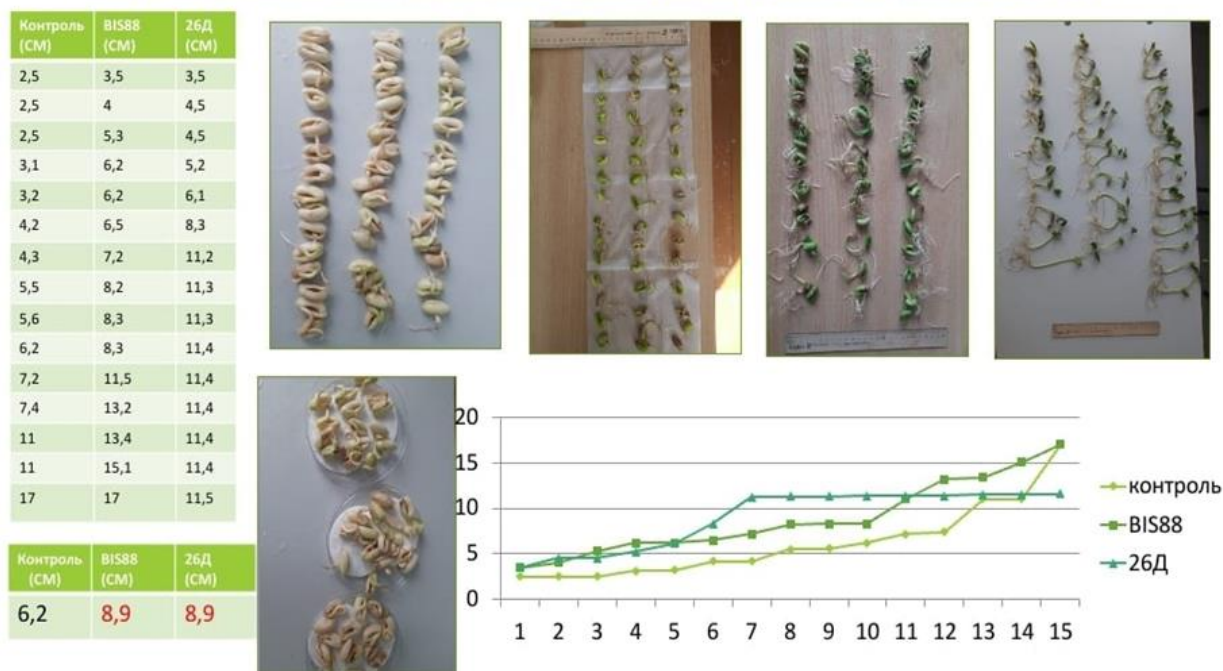 Контроль (СМ) BIS88 (СМ) 26Д (СМ)
2,5 3,5 3,5
2,5 4 4,5
2,5 5,3 4,5
3,1 6,2 5,2
3,2 6,2 6,1
4,2 6,5 8,3
4,3 7,2 11,2
5,5 8,2 11,3
5,6 8,3 11,3
6,2 8,3 11,4
7,2 11,5 11,4
7,4 13,2 11,4
11 13,4 11,4
11 15,1 11,4
17 17 11,5
Контроль (СМ) BIS88 (СМ) 26Д (СМ)
6,2 8,9 8,9
20
15
10
5
0
1 2 3 4 5 6 7 8 9 10 11 12 13 14 15
контроль
BIS88
26Д